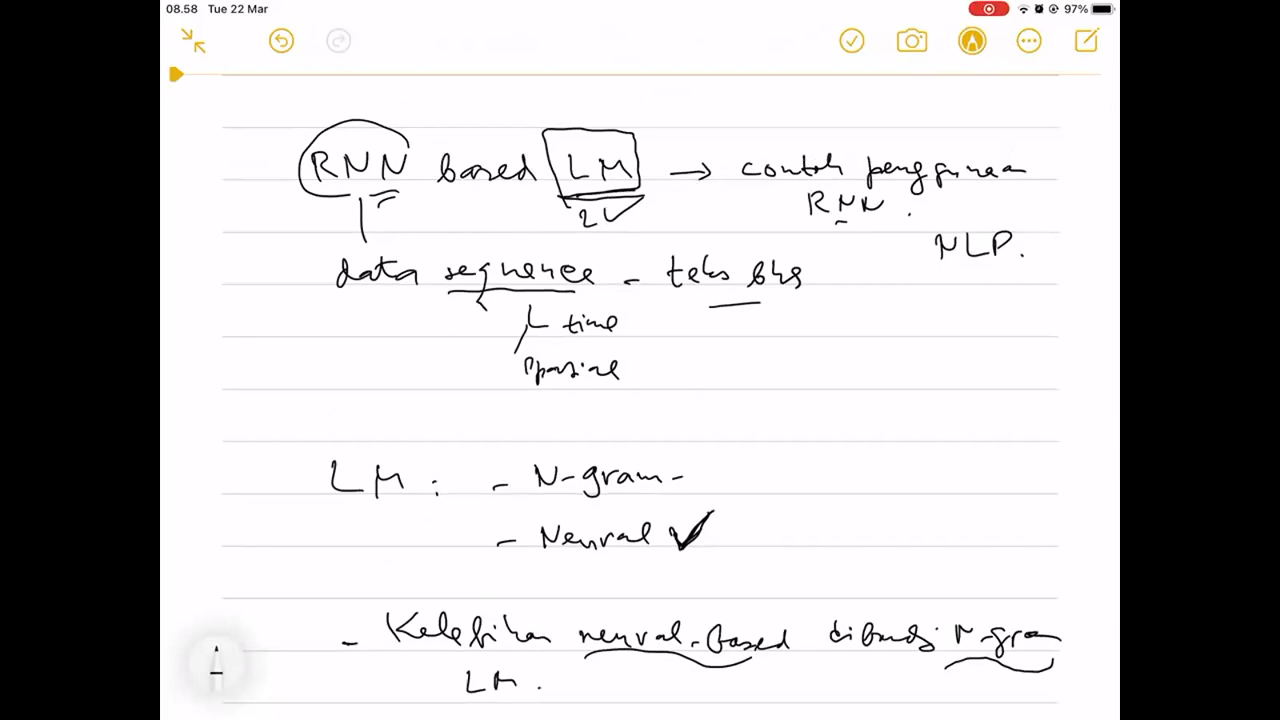 08.58 Tue 22 Mar
97%
RNN based LM → contoh penggunaan
RNN.
NLP.
data sequence - teks bhs
time
spasial
LM : - N-gram -
- Neural ✓
- Kelebihan neural-based dibandg N-gram
LM.